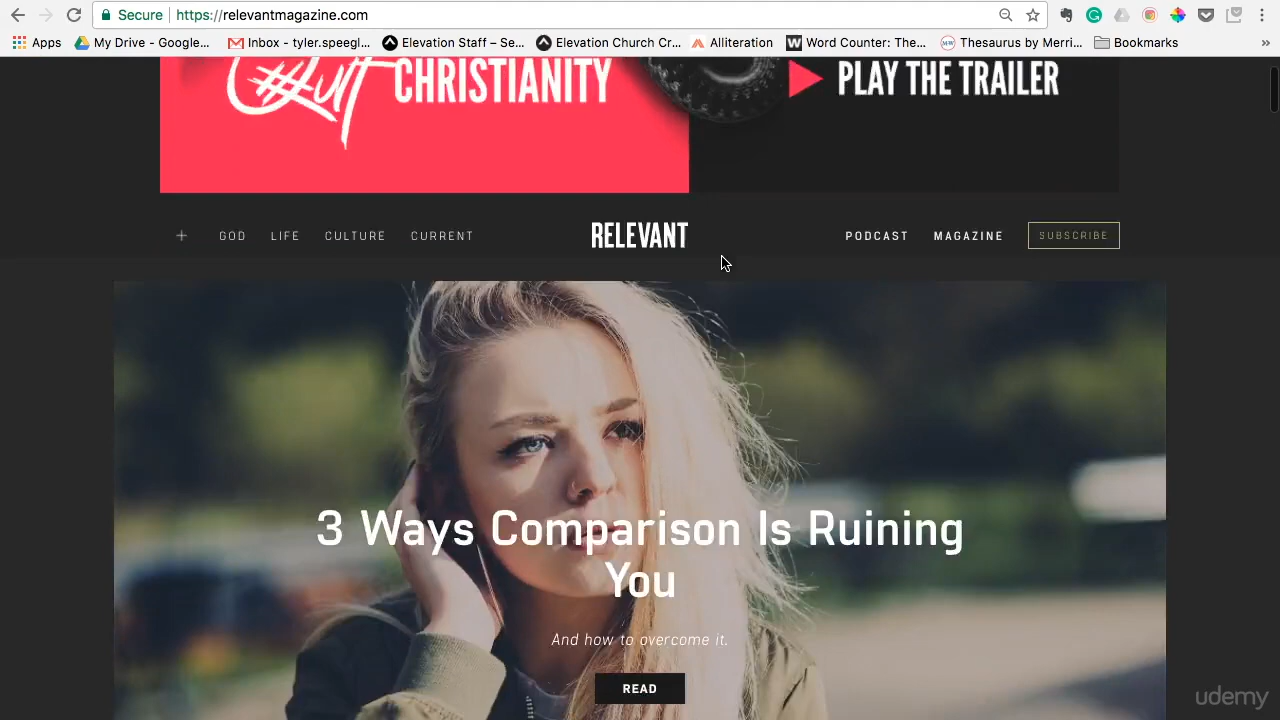 Secure https://relevantmagazine.com
Apps My Drive - Google... Inbox - tyler.speegl... Elevation Staff – Se... Elevation Church Cr... Alliteration Word Counter: The... Thesaurus by Merri... Bookmarks »
#Quit CHRISTIANITY PLAY THE TRAILER
+ GOD LIFE CULTURE CURRENT RELEVANT PODCAST MAGAZINE SUBSCRIBE
3 Ways Comparison Is Ruining
You
And how to overcome it.
READ
udemy